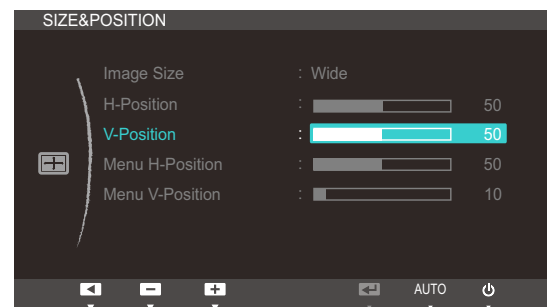 SIZE&POSITION
Image Size : Wide
H-Position : 50
V-Position : 50
Menu H-Position : 50
Menu V-Position : 10
AUTO